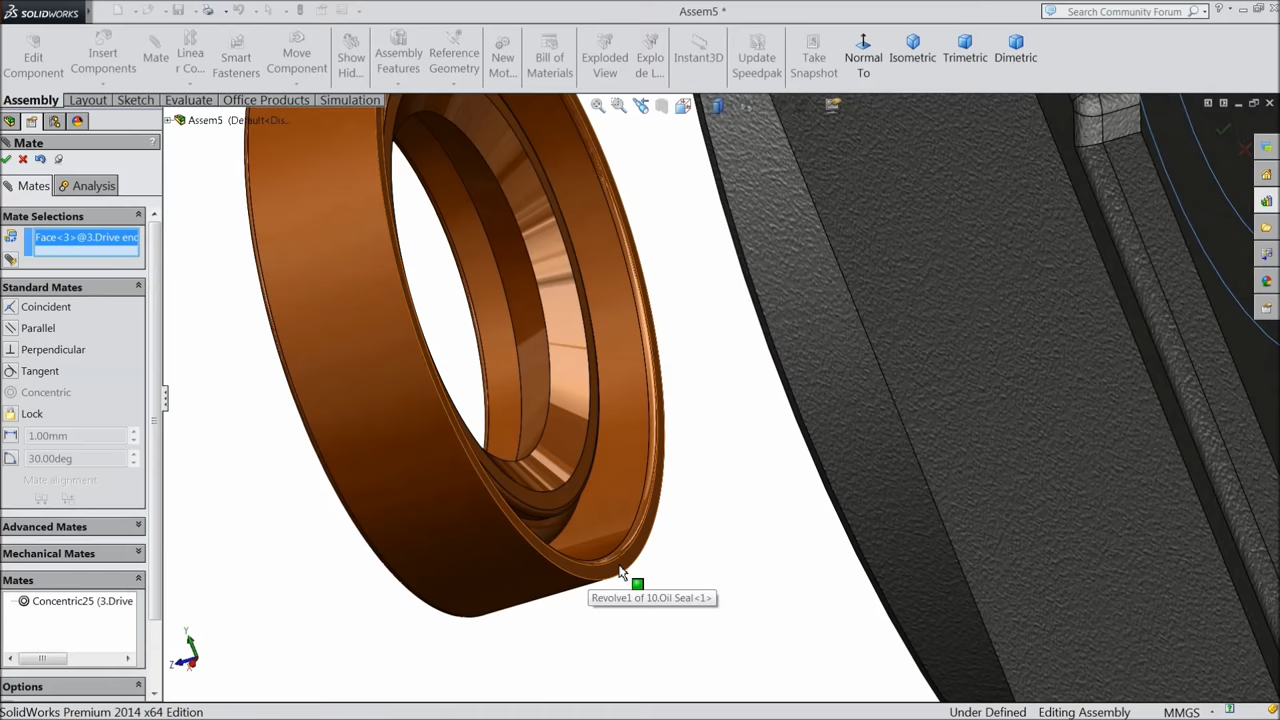 SOLIDWORKS
Assem5 *
Search Community Forum
Edit Component
Insert Components
Mate
Linea r Co...
Smart Fasteners
Move Component
Show Hid...
Assembly Features
Reference Geometry
New Mot...
Bill of Materials
Exploded View
Explo de L...
Instant3D
Update Speedpak
Take Snapshot
Normal To
Isometric
Trimetric
Dimetric
Assembly
Layout
Sketch
Evaluate
Office Products
Simulation
Assem5 (Default<Dis...
Mate
?
Mates
Analysis
Mate Selections
Face<3>@3.Drive end
Standard Mates
Coincident
Parallel
Perpendicular
Tangent
Concentric
Lock
1.00mm
30.00deg
Mate alignment
Advanced Mates
Mechanical Mates
Mates
Concentric25 (3.Drive
Options
Revolve1 of 10.Oil Seal<1>
Y
Z
X
SolidWorks Premium 2014 x64 Edition
Under Defined
Editing Assembly
MMGS